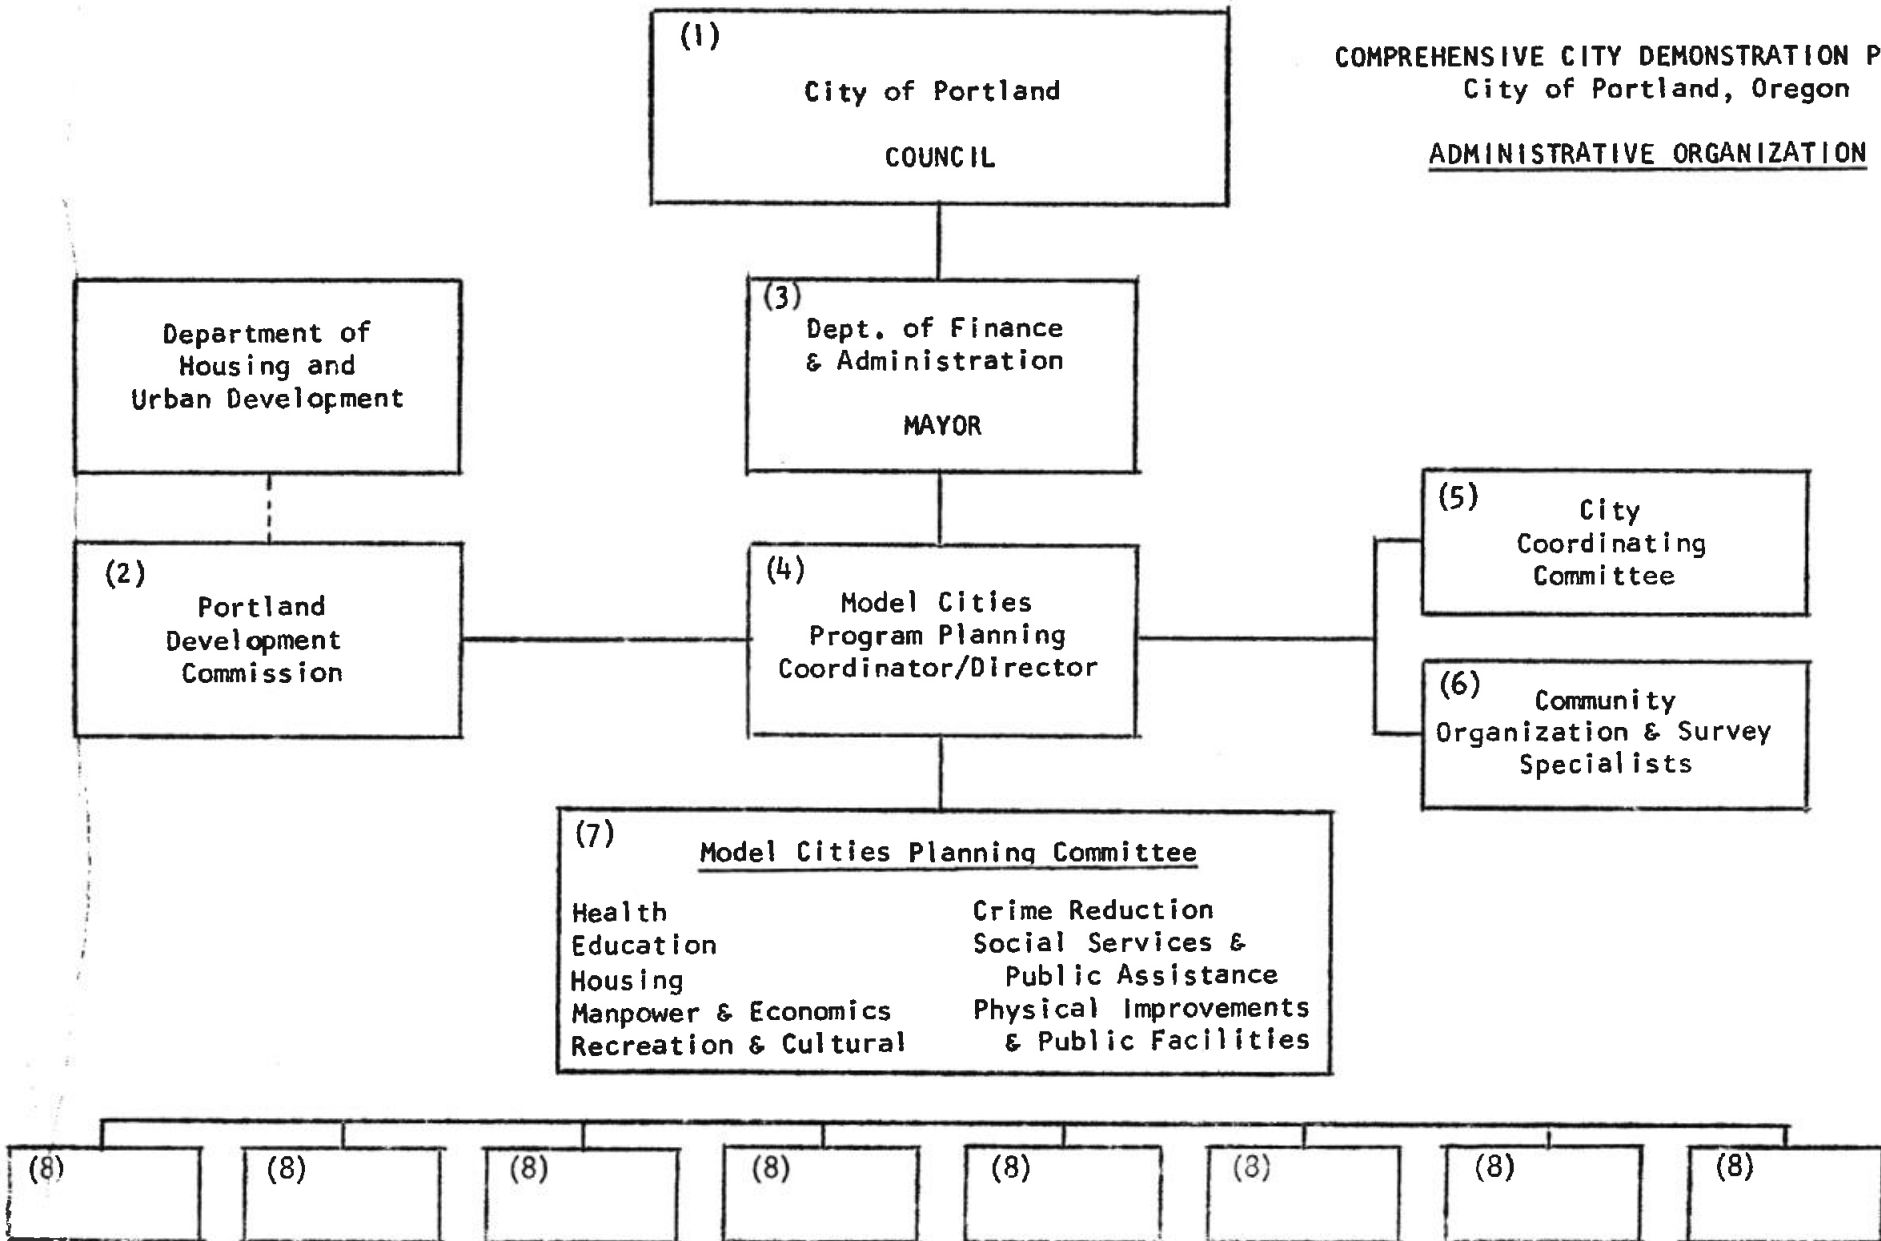 COMPREHENSIVE CITY DEMONSTRATION
City of Portland, Oregon
ADMINISTRATIVE ORGANIZATION
(1)
City of Portland
COUNCIL
Department of
Housing and
Urban Development
(3)
Dept. of Finance
& Administration
MAYOR
(2)
Portland
Development
Commission
(4)
Model Cities
Program Planning
Coordinator/Director
(5)
City
Coordinating
Committee
(6)
Community
Organization & Survey
Specialists
(7)
Model Cities Planning Committee
Health
Education
Housing
Manpower & Economics
Recreation & Cultural
Crime Reduction
Social Services &
Public Assistance
Physical Improvements
& Public Facilities
(8)
(8)
(8)
(8)
(8)
(8)
(8)
(8)